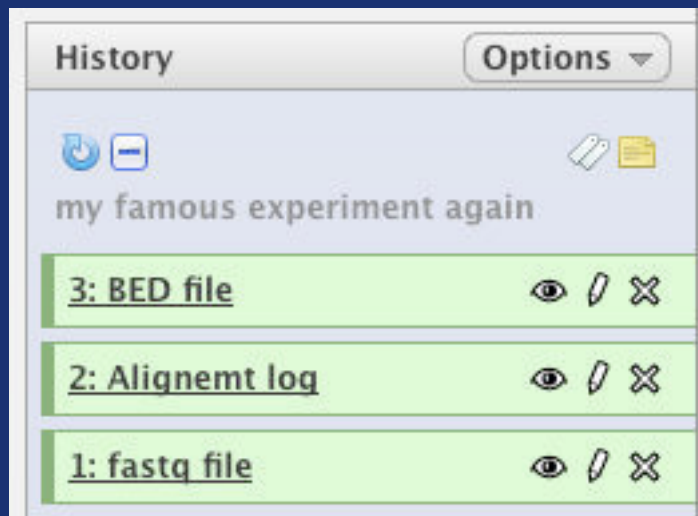 History
Options
my famous experiment again
3: BED file
2: Alignemt log
1: fastq file